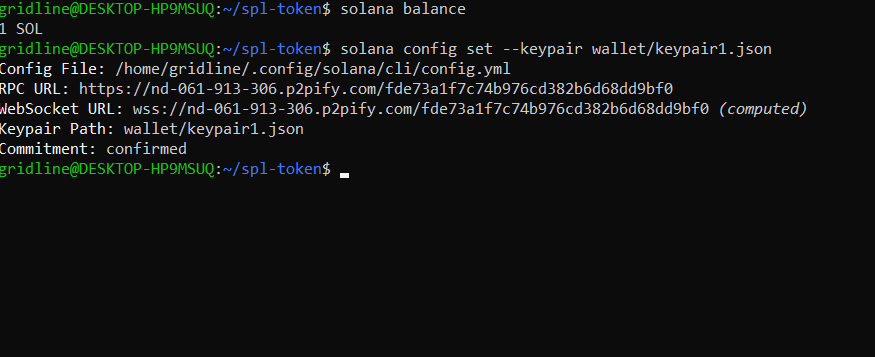 gridline@DESKTOP-HP9MSUQ:~/spl-token$ solana balance
1 SOL
gridline@DESKTOP-HP9MSUQ:~/spl-token$ solana config set --keypair wallet/keypair1.json
Config File: /home/gridline/.config/solana/cli/config.yml
RPC URL: https://nd-061-913-306.p2pify.com/fde73a1f7c74b976cd382b6d68dd9bf0
WebSocket URL: wss://nd-061-913-306.p2pify.com/fde73a1f7c74b976cd382b6d68dd9bf0 (computed)
Keypair Path: wallet/keypair1.json
Commitment: confirmed
gridline@DESKTOP-HP9MSUQ:~/spl-token$